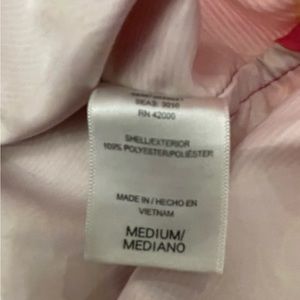 RN 42000
SHELL/EXTERIOR
100% POLYESTER/POLIÉSTER
MADE IN / HECHO EN
VIETNAM
MEDIUM/
MEDIANO